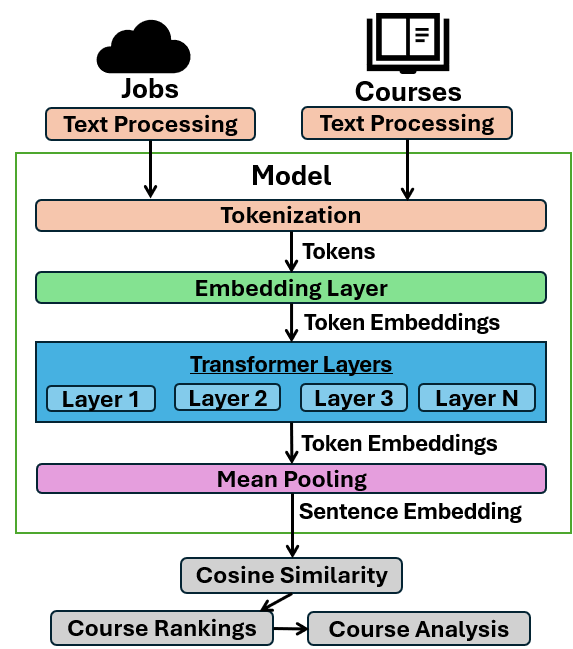 Jobs
Courses
Text Processing
Text Processing
Model
Tokenization
Tokens
Embedding Layer
Token Embeddings
Transformer Layers
Layer 1
Layer 2
Layer 3
Layer N
Token Embeddings
Mean Pooling
Sentence Embedding
Cosine Similarity
Course Rankings
Course Analysis